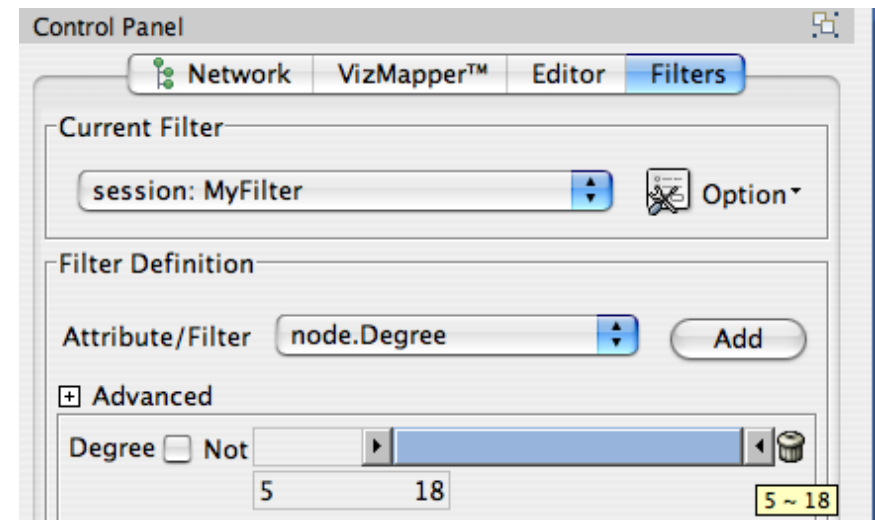 Control Panel
Network VizMapper™ Editor Filters
Current Filter
session: MyFilter Option
Filter Definition
Attribute/Filter node.Degree Add
Advanced
Degree Not
5 18
5 ~ 18